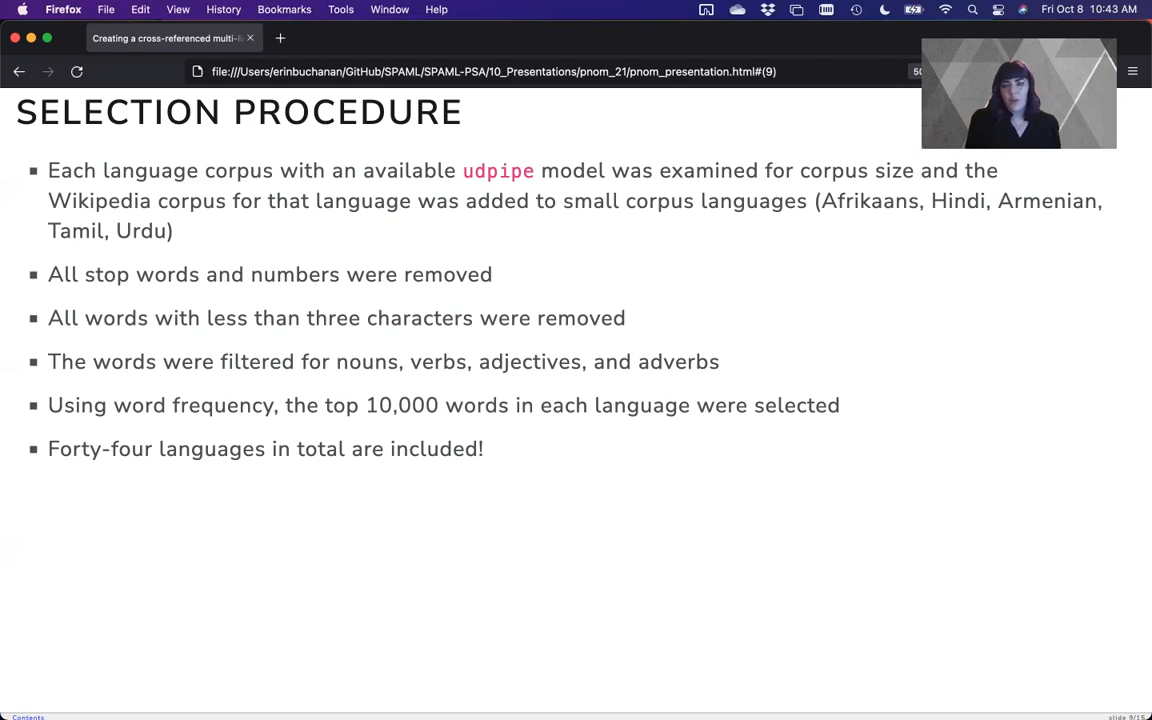 Firefox File Edit View History Bookmarks Tools Window Help Fri Oct 8 10:43 AM
Creating a cross-referenced multi-li
file:///Users/erinbuchanan/GitHub/SPAML/SPAML-PSA/10_Presentations/pnom_21/pnom_presentation.html#(9)
SELECTION PROCEDURE
Each language corpus with an available udpipe model was examined for corpus size and the
Wikipedia corpus for that language was added to small corpus languages (Afrikaans, Hindi, Armenian,
Tamil, Urdu)
All stop words and numbers were removed
All words with less than three characters were removed
The words were filtered for nouns, verbs, adjectives, and adverbs
Using word frequency, the top 10,000 words in each language were selected
Forty-four languages in total are included!
Contents slide 9/15